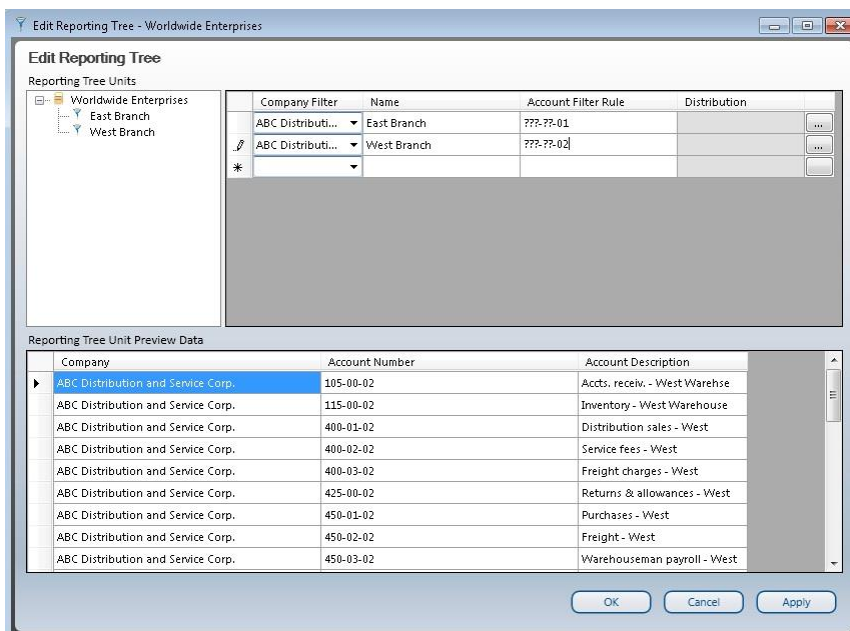 Edit Reporting Tree - Worldwide Enterprises
Edit Reporting Tree
Reporting Tree Units
Worldwide Enterprises
East Branch
West Branch
Company Filter Name Account Filter Rule Distribution
ABC Distributi... East Branch ???-??-01 ...
ABC Distributi... West Branch ???-??-02 ...
Reporting Tree Unit Preview Data
Company Account Number Account Description
ABC Distribution and Service Corp. 105-00-02 Accts. receiv. - West Warehse
ABC Distribution and Service Corp. 115-00-02 Inventory - West Warehouse
ABC Distribution and Service Corp. 400-01-02 Distribution sales - West
ABC Distribution and Service Corp. 400-02-02 Service fees - West
ABC Distribution and Service Corp. 400-03-02 Freight charges - West
ABC Distribution and Service Corp. 425-00-02 Returns & allowances - West
ABC Distribution and Service Corp. 450-01-02 Purchases - West
ABC Distribution and Service Corp. 450-02-02 Freight - West
ABC Distribution and Service Corp. 450-03-02 Warehouseman payroll - West
OK Cancel Apply